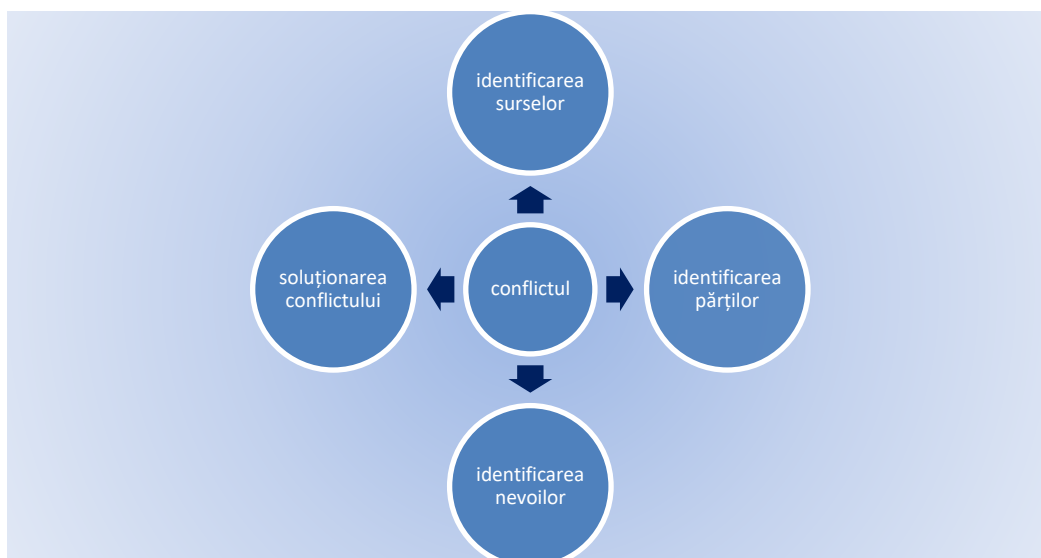 identificarea
surselor
soluționarea
conflictului
conflictul
identificarea
părților
identificarea
nevoilor